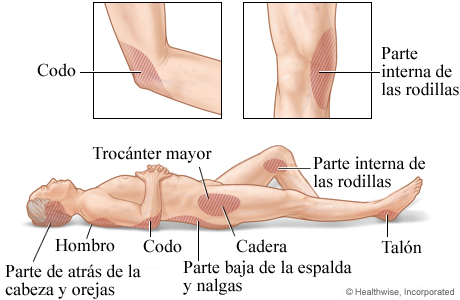 Codo
Parte
interna de
las rodillas
Trocánter mayor
Parte interna de
las rodillas
Hombro
Codo
Cadera
Talón
Parte de atrás de la
cabeza y orejas
Parte baja de la espalda
y nalgas
© Healthwise, Incorporated